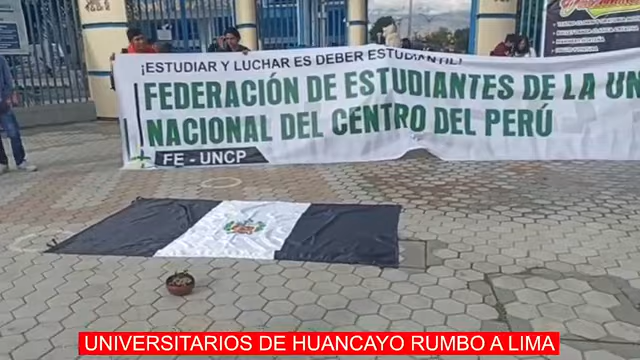 ¡ESTUDIAR Y LUCHAR ES DEBER ESTUDIANTIL!
FEDERACIÓN DE ESTUDIANTES DE LA UN
NACIONAL DEL CENTRO DEL PERÚ
FE - UNCP
UNIVERSITARIOS DE HUANCAYO RUMBO A LIMA